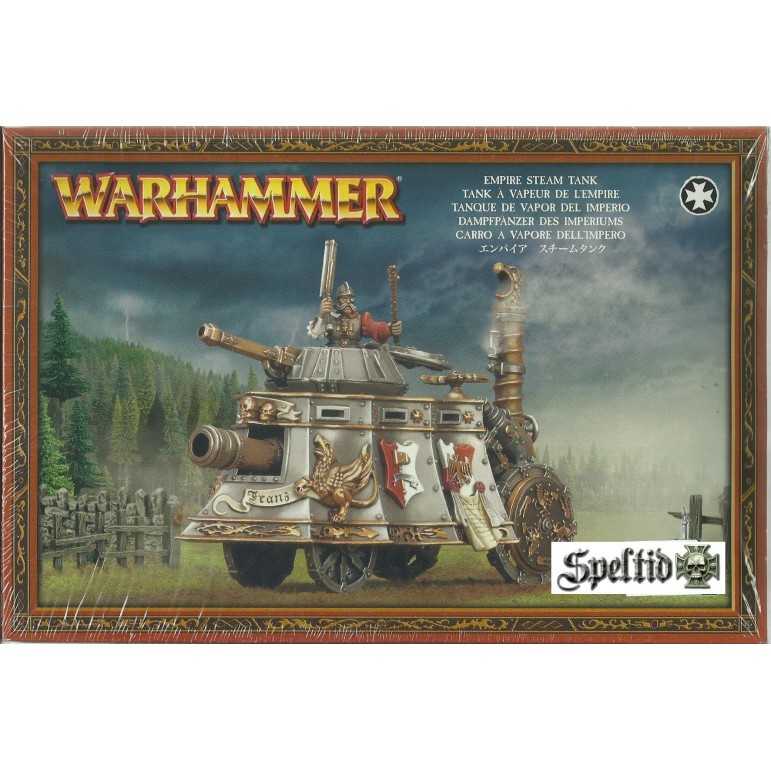 WARHAMMER®
EMPIRE STEAM TANK
TANK À VAPEUR DE L'EMPIRE
TANQUE DE VAPOR DEL IMPERIO
DAMPFPANZER DES IMPERIUMS
CARRO A VAPORE DELL'IMPERO
エンパイア スチームタンク
Speltid